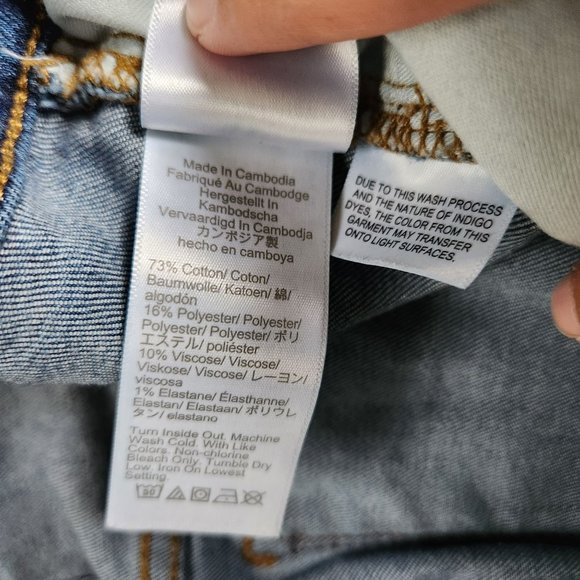 Made In Cambodia
Fabriqué Au Cambodge
Hergestellt In
Kambodscha
Vervaardigd In Cambodja
カンボジア製
hecho en camboya
73% Cotton/ Coton/
Baumwolle/ Katoen/ 綿/
algodón
16% Polyester/ Polyester/
Polyester/ Polyester/ ポリ
エステル/ poliéster
10% Viscose/ Viscose/
Viskose/ Viscose/ レーヨン/
viscosa
1% Elastane/ Élasthanne/
Elastan/ Elastaan/ ポリウレ
タン/ elastano
Turn Inside Out. Machine
Wash Cold. With Like
Colors. Non-chlorine
Bleach Only. Tumble Dry
Low. Iron On Lowest
Setting.
DUE TO THIS WASH PROCESS
AND THE NATURE OF INDIGO
DYES, THE COLOR FROM THIS
GARMENT MAY TRANSFER
ONTO LIGHT SURFACES.